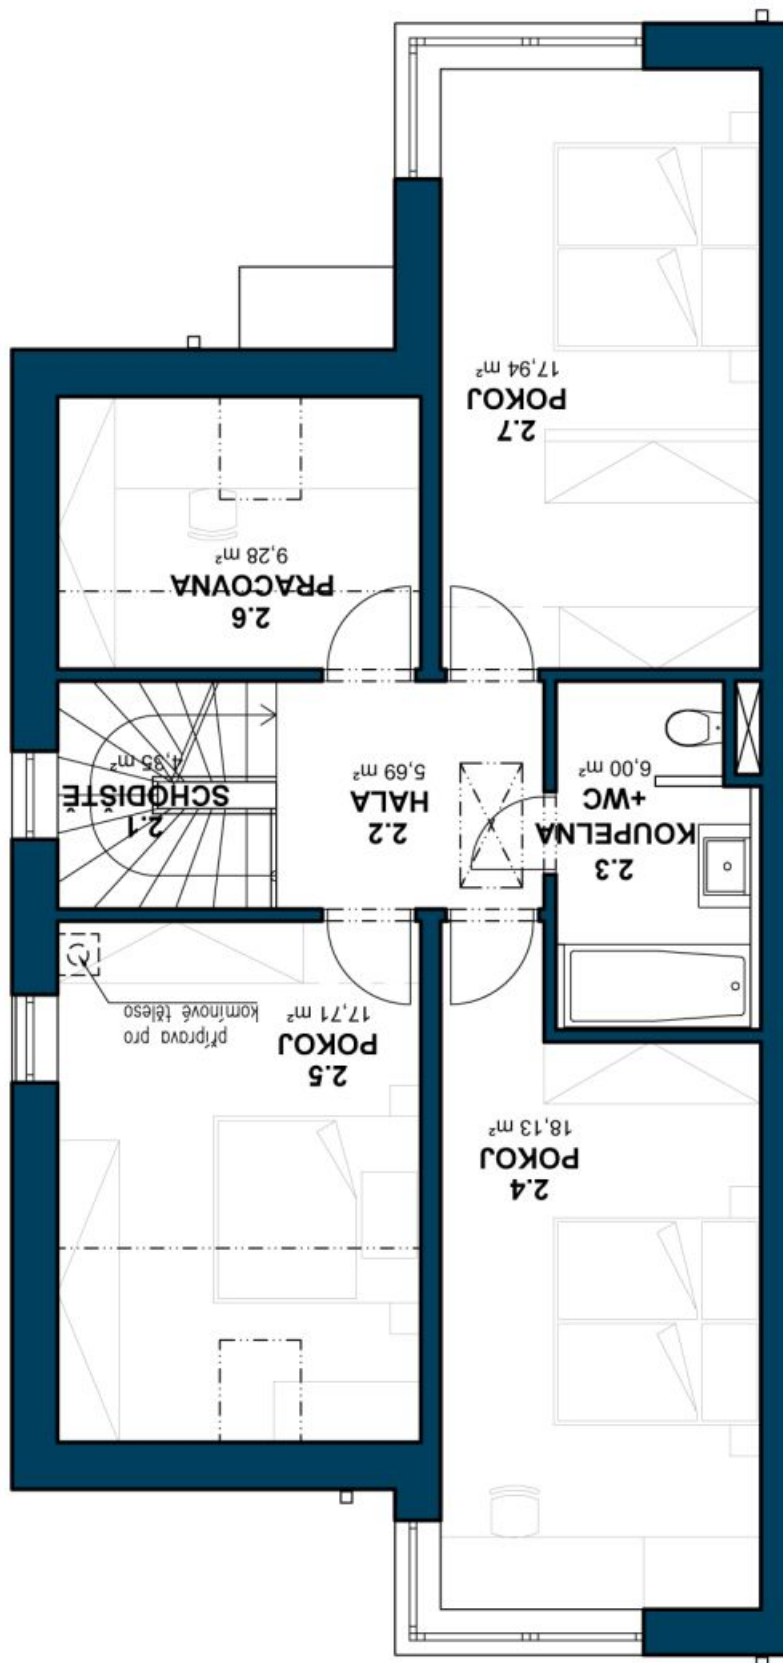 2.4
POKOJ
18,13 m²
2.5
POKOJ
17,71 m²
příprava pro
komínové těleso
2.3
KOUPELNA
+WC
6,00 m²
2.2
HALA
5,69 m²
2.1
SCHODIŠTĚ
4,35 m²
2.6
PRACOVNA
9,28 m²
2.7
POKOJ
17,94 m²